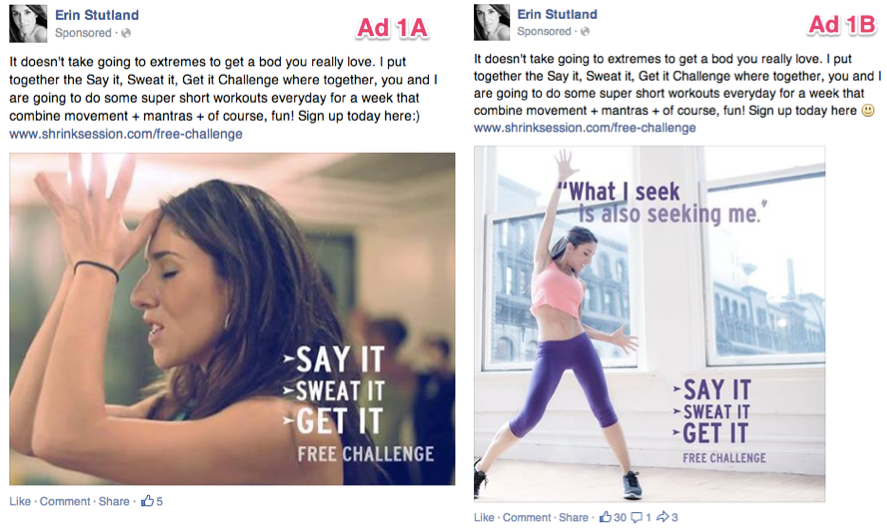 Erin Stutland
Sponsored ·
Ad 1A
It doesn't take going to extremes to get a bod you really love. I put
together the Say it, Sweat it, Get it Challenge where together, you and I
are going to do some super short workouts everyday for a week that
combine movement + mantras + of course, fun! Sign up today here:)
www.shrinksession.com/free-challenge
➤SAY IT
➤SWEAT IT
➤GET IT
FREE CHALLENGE
Like · Comment · Share · 5
Erin Stutland
Sponsored ·
Ad 1B
It doesn't take going to extremes to get a bod you really love. I put
together the Say it, Sweat it, Get it Challenge where together, you and I
are going to do some super short workouts everyday for a week that
combine movement + mantras + of course, fun! Sign up today here 🙂
www.shrinksession.com/free-challenge
"What I seek
is also seeking me."
➤SAY IT
➤SWEAT IT
➤GET IT
FREE CHALLENGE
Like · Comment · Share · 30 1 3